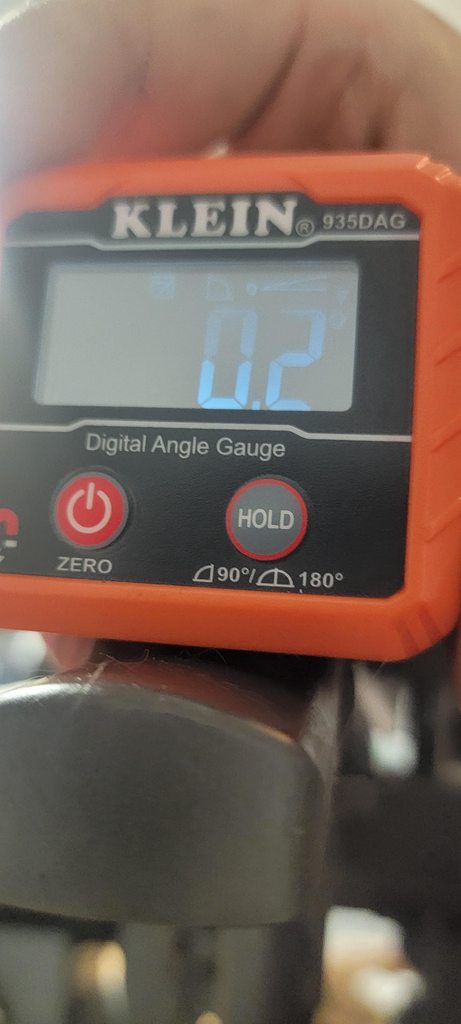 KLEIN® 935DAG
0.2
Digital Angle Gauge
HOLD
ZERO
90°/ 180°